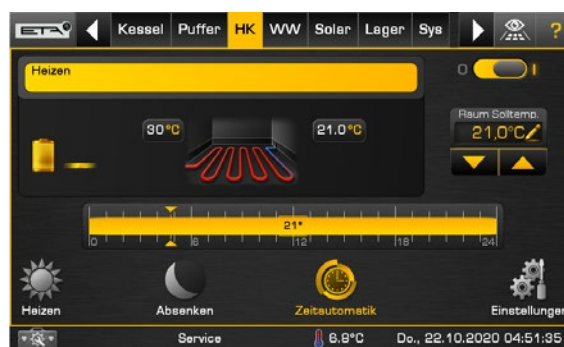 ETA Kessel Puffer HK WW Solar Lager Sys ?
Heizen
O I
30°C 21.0°C
Raum Solltemp.
21,0°C
21°
0 6 12 18 24
Heizen Absenken Zeitautomatik Einstellungen
Service 6.9°C Do., 22.10.2020 04:51:35